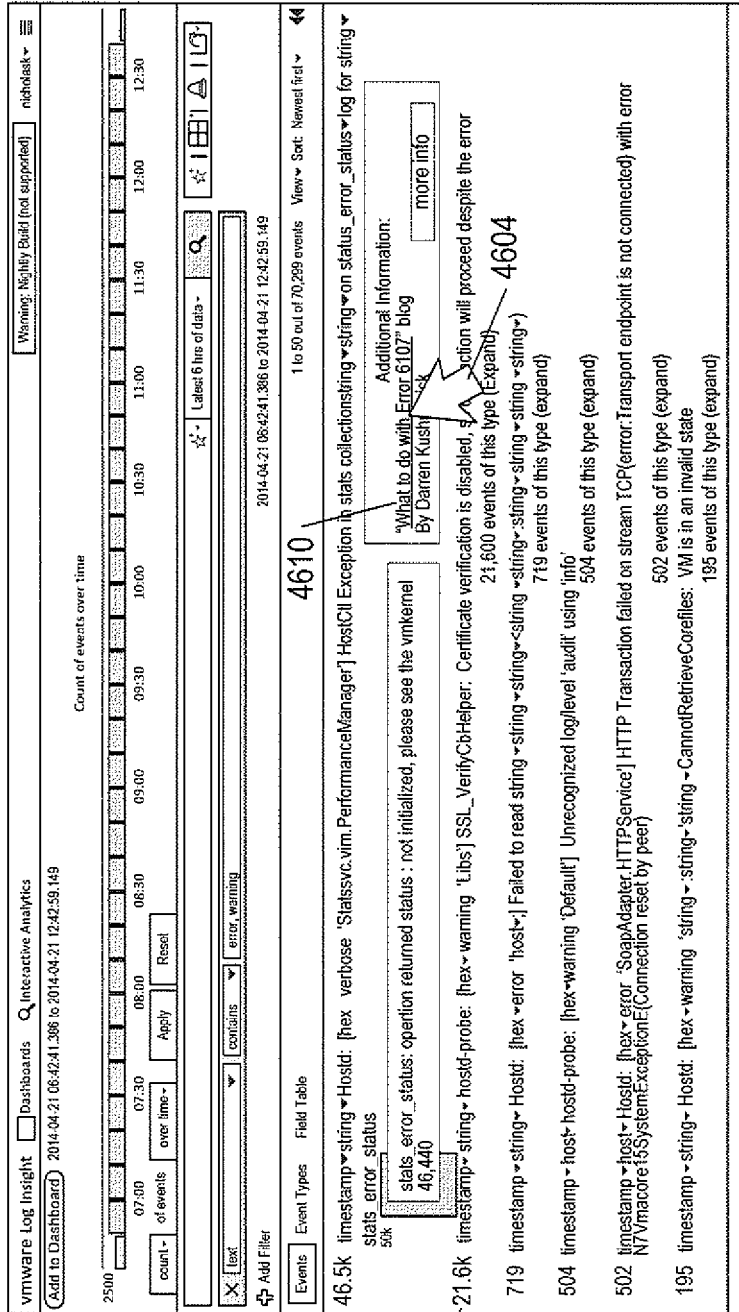 vmware Log Insight Dashboards Interactive Analytics Warning: Nightly Build (not supported) nicholask
Add to Dashboard 2014-04-21 06:42:41.386 to 2014-04-21 12:42:59.149
Count of events over time
2500
07:00 07:30 08:00 08:30 09:00 09:30 10:00 10:30 11:00 11:30 12:00 12:30
count of events over time Apply Reset
Latest 6 hrs of data
X text contains error, warning
2014-04-21 06:42:41.386 to 2014-04-21 12:42:59.149
Add Filter
4610
Events Event Types Field Table 1 to 50 out of 70,299 events View Sort: Newest first
46.5k timestamp string Hostd: [hex verbose 'Statssvc.vim.PerformanceManager'] HostCtl Exception in stats collectionstring string on status_error_status log for string
stats_error_status
50k
stats_error_status: opertion returned status : not initialized, please see the vmkernel
46,440
Additional Information:
"What to do with Error 6107" blog
By Darren Kush ck
more info
4604
~21.6k timestamp string hostd-probe: [hex warning 'Libs'] SSL_VerifyCbHelper: Certificate verification is disabled, s ction will proceed despite the error
21,600 events of this type (Expand)
719 timestamp string Hostd: [hex error 'host ] Failed to read string string string <string string :string string string string )
719 events of this type (expand)
504 timestamp host hostd-probe: [hex warning 'Default'] Unrecognized log/level 'audit' using 'info'
504 events of this type (expand)
502 timestamp host Hostd: [hex error 'SoapAdapter.HTTPService'] HTTP Transaction failed on stream TCP(error:Transport endpoint is not connected) with error
N7Vmacore15SystemExceptionE(Connection reset by peer)
502 events of this type (expand)
195 timestamp string Hostd: [hex warning 'string :string 'string CannotRetrieveCorefiles: VM is in an invalid state
195 events of this type (expand)